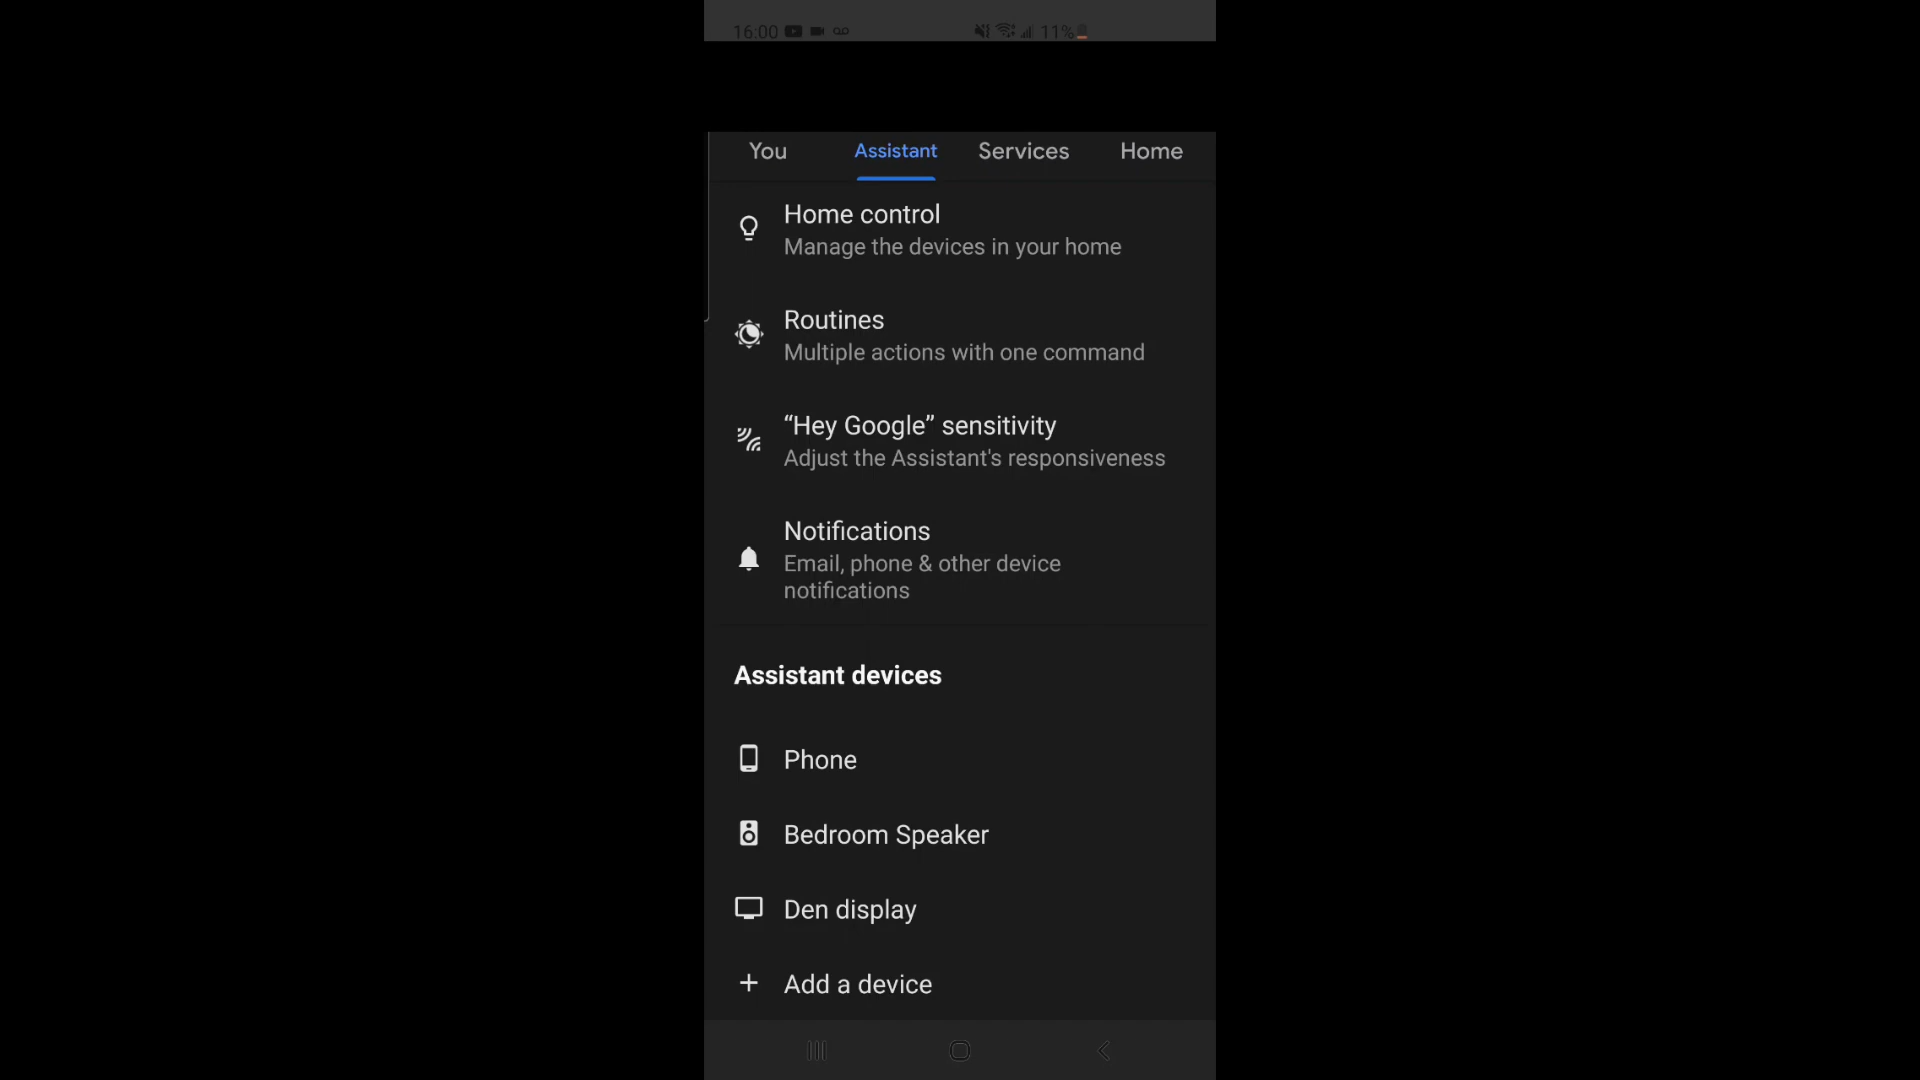 16:00 11%
You Assistant Services Home
Home control
Manage the devices in your home
Routines
Multiple actions with one command
“Hey Google” sensitivity
Adjust the Assistant's responsiveness
Notifications
Email, phone & other device
notifications
Assistant devices
Phone
Bedroom Speaker
Den display
Add a device